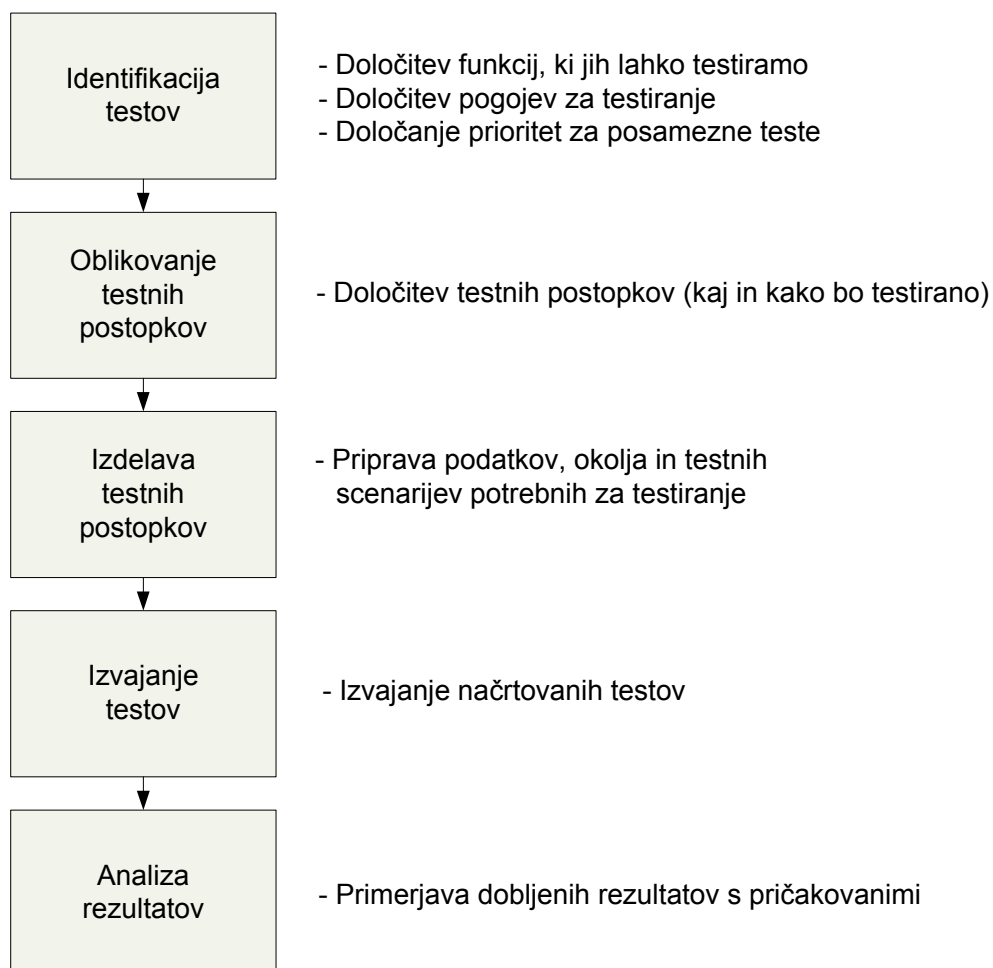 Identifikacija
testov
- Določitev funkcij, ki jih lahko testiramo
- Določitev pogojev za testiranje
- Določanje prioritet za posamezne teste
Oblikovanje
testnih
postopkov
- Določitev testnih postopkov (kaj in kako bo testirano)
Izdelava
testnih
postopkov
- Priprava podatkov, okolja in testnih
scenarijev potrebnih za testiranje
Izvajanje
testov
- Izvajanje načrtovanih testov
Analiza
rezultatov
- Primerjava dobljenih rezultatov s pričakovanimi